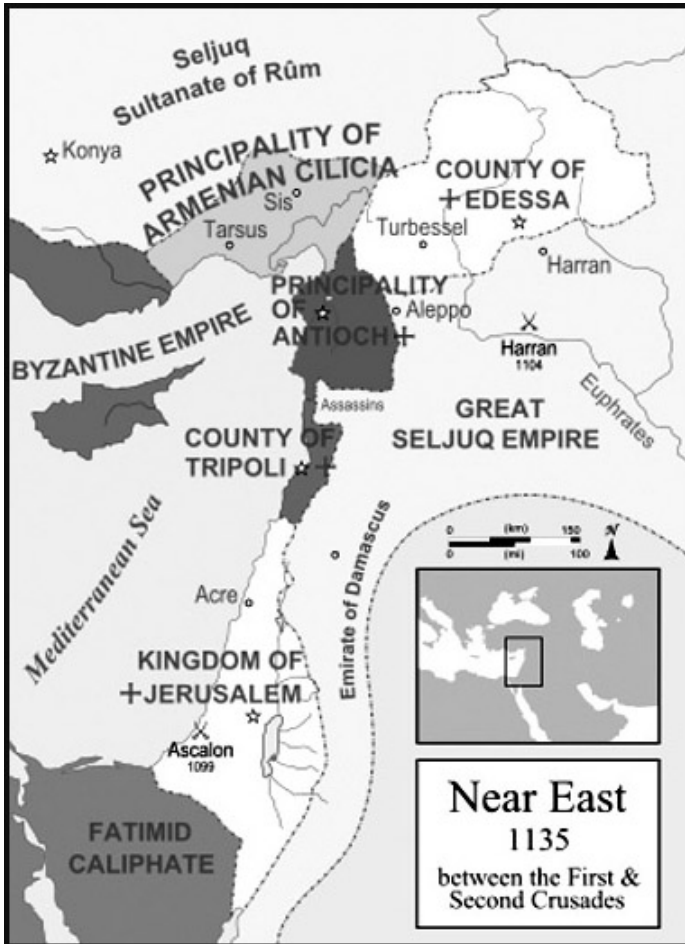 Seljuq
Sultanate of Rûm
Konya
PRINCIPALITY OF
ARMENIAN CILICIA
Sis
Tarsus
COUNTY OF
EDESSA
Turbessel
Harran
PRINCIPALITY
OF
ANTIOCH
Aleppo
Harran
1104
BYZANTINE EMPIRE
Euphrates
Assassins
GREAT
SELJUQ EMPIRE
COUNTY OF
TRIPOLI
Mediterranean Sea
Emirate of Damascus
0 (km) 150
0 (mi) 100
N
Acre
KINGDOM OF
JERUSALEM
Ascalon
1099
FATIMID
CALIPHATE
Near East
1135
between the First &
Second Crusades